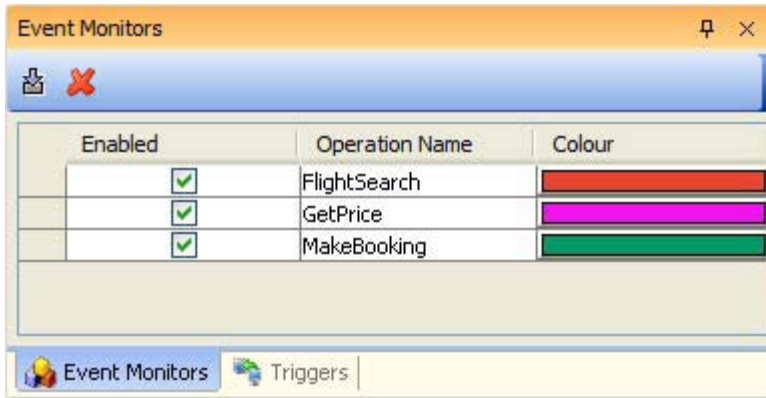 Event Monitors
Enabled Operation Name Colour
FlightSearch
GetPrice
MakeBooking
Event Monitors Triggers